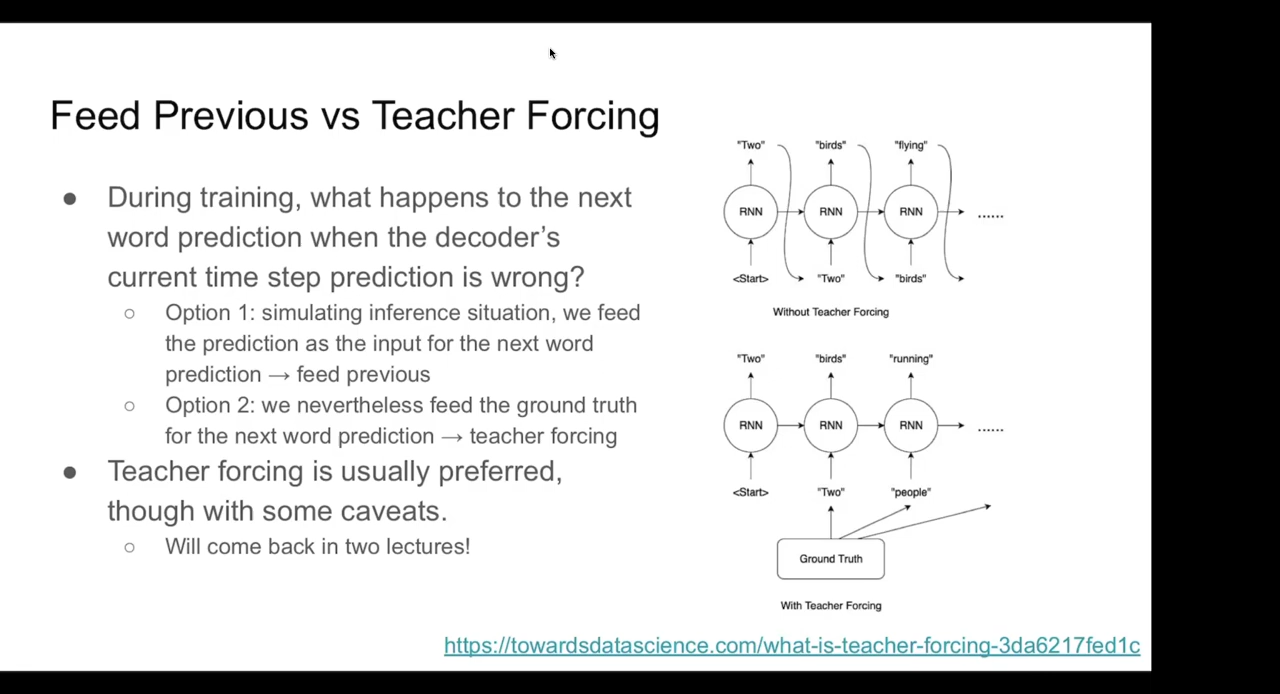 Feed Previous vs Teacher Forcing
● During training, what happens to the next
word prediction when the decoder's
current time step prediction is wrong?
○ Option 1: simulating inference situation, we feed
the prediction as the input for the next word
prediction → feed previous
○ Option 2: we nevertheless feed the ground truth
for the next word prediction → teacher forcing
● Teacher forcing is usually preferred,
though with some caveats.
○ Will come back in two lectures!
"Two" "birds" "flying"
RNN RNN RNN ......
<Start> "Two" "birds"
Without Teacher Forcing
"Two" "birds" "running"
RNN RNN RNN ......
<Start> "Two" "people"
Ground Truth
With Teacher Forcing
https://towardsdatascience.com/what-is-teacher-forcing-3da6217fed1c